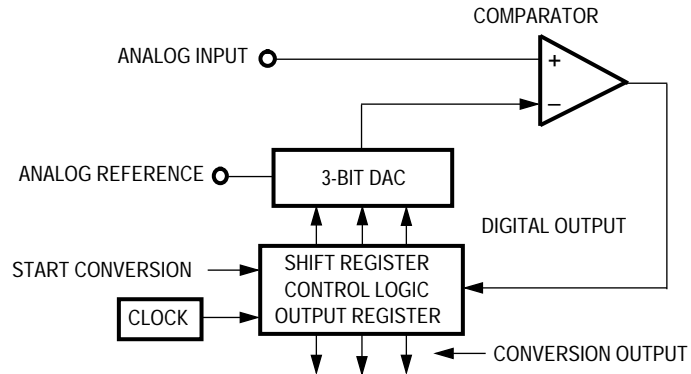 COMPARATOR
ANALOG INPUT
+
−
ANALOG REFERENCE
3-BIT DAC
DIGITAL OUTPUT
START CONVERSION
SHIFT REGISTER
CONTROL LOGIC
OUTPUT REGISTER
CLOCK
CONVERSION OUTPUT